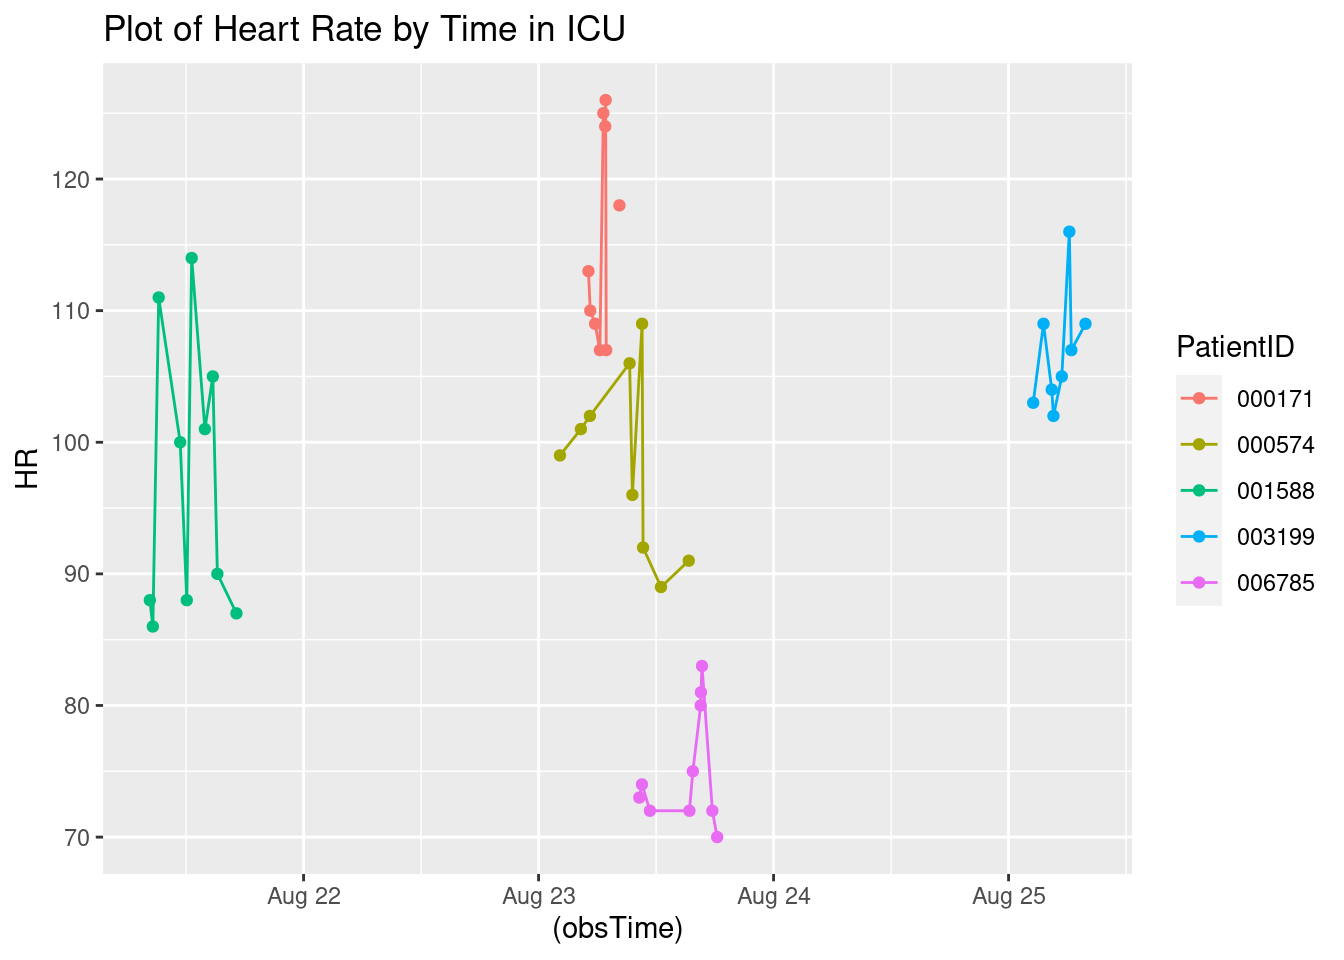 Plot of Heart Rate by Time in ICU
120
110
100
90
80
70
HR
Aug 22
Aug 23
Aug 24
Aug 25
(obsTime)
PatientID
000171
000574
001588
003199
006785